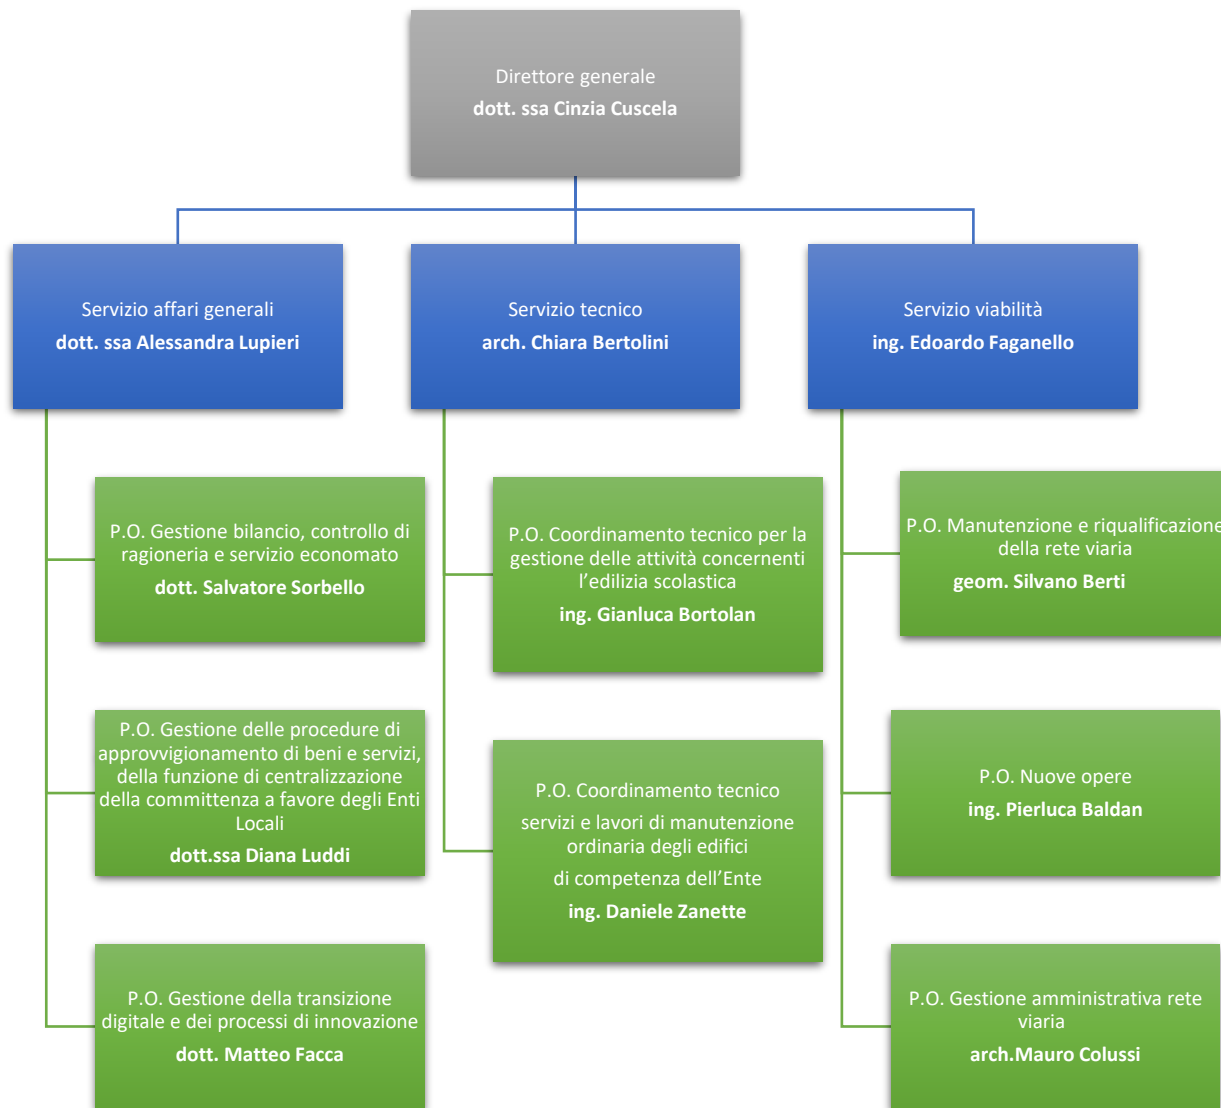 Direttore generale
dott. ssa Cinzia Cuscela
Servizio affari generali
dott. ssa Alessandra Lupieri
Servizio tecnico
arch. Chiara Bertolini
Servizio viabilità
ing. Edoardo Faganello
P.O. Gestione bilancio, controllo di
ragioneria e servizio economato
dott. Salvatore Sorbello
P.O. Gestione delle procedure di
approvvigionamento di beni e servizi,
della funzione di centralizzazione
della committenza a favore degli Enti
Locali
dott.ssa Diana Luddi
P.O. Gestione della transizione
digitale e dei processi di innovazione
dott. Matteo Facca
P.O. Coordinamento tecnico per la
gestione delle attività concernenti
l’edilizia scolastica
ing. Gianluca Bortolan
P.O. Coordinamento tecnico
servizi e lavori di manutenzione
ordinaria degli edifici
di competenza dell’Ente
ing. Daniele Zanette
P.O. Manutenzione e riqualificazione
della rete viaria
geom. Silvano Berti
P.O. Nuove opere
ing. Pierluca Baldan
P.O. Gestione amministrativa rete
viaria
arch.Mauro Colussi